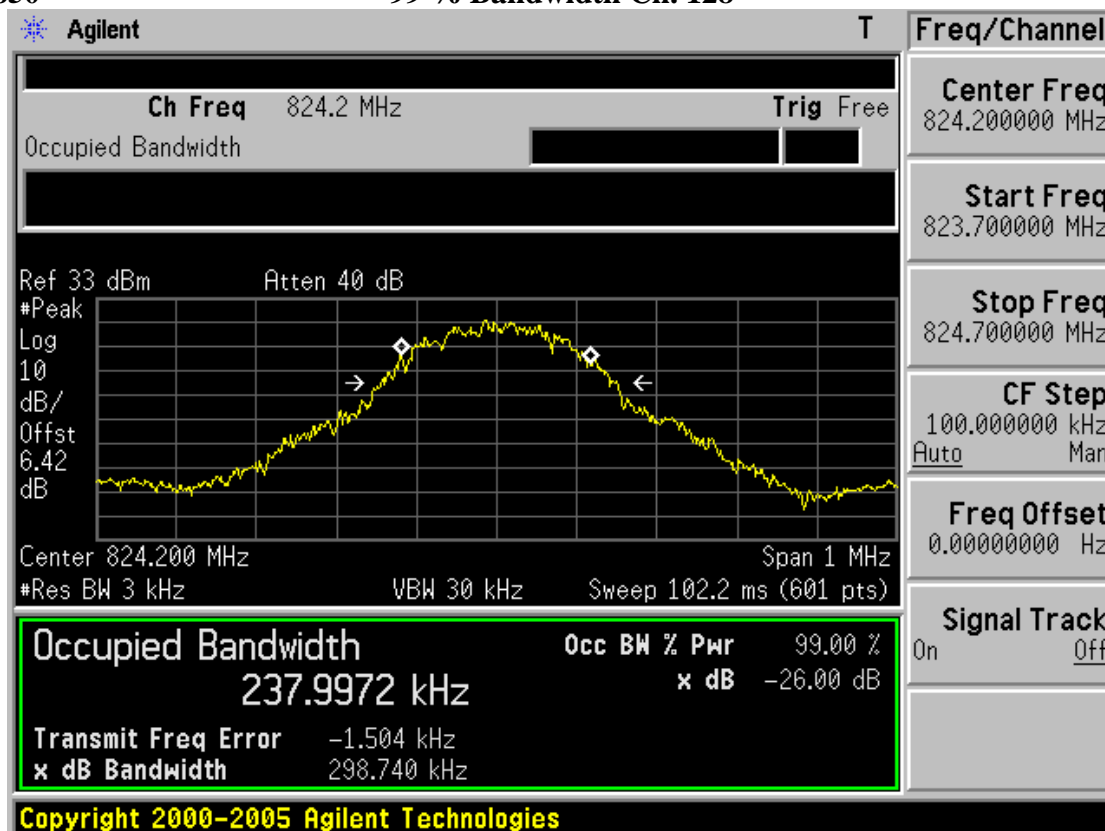 99 % Bandwidth Ch. 128
Agilent T Freq/Channel
Ch Freq 824.2 MHz Trig Free
Occupied Bandwidth
Center Freq
824.200000 MHz
Start Freq
823.700000 MHz
Stop Freq
824.700000 MHz
CF Step
100.000000 kHz
Auto Man
Freq Offset
0.00000000 Hz
Signal Track
On Off
Ref 33 dBm Atten 40 dB
#Peak
Log
10
dB/
Offst
6.42
dB
Center 824.200 MHz Span 1 MHz
#Res BW 3 kHz VBW 30 kHz Sweep 102.2 ms (601 pts)
Occupied Bandwidth Occ BW % Pwr 99.00 %
237.9972 kHz x dB -26.00 dB
Transmit Freq Error -1.504 kHz
x dB Bandwidth 298.740 kHz
Copyright 2000-2005 Agilent Technologies